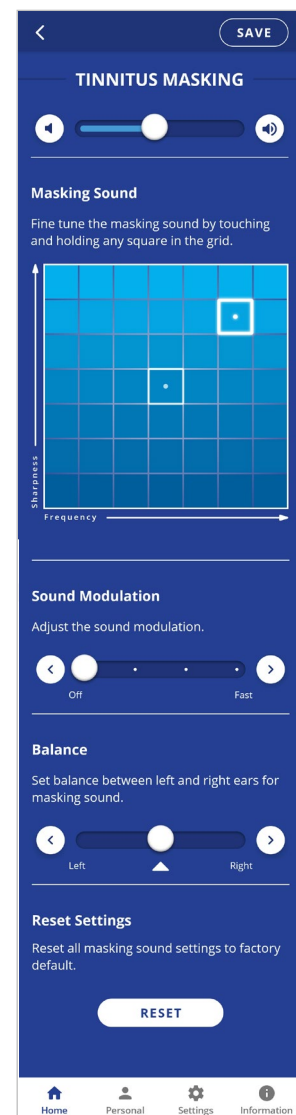 SAVE
TINNITUS MASKING
Masking Sound
Fine tune the masking sound by touching
and holding any square in the grid.
Sharpness
Frequency
Sound Modulation
Adjust the sound modulation.
Off
Fast
Balance
Set balance between left and right ears for
masking sound.
Left
Right
Reset Settings
Reset all masking sound settings to factory
default.
RESET
Home
Personal
Settings
Information